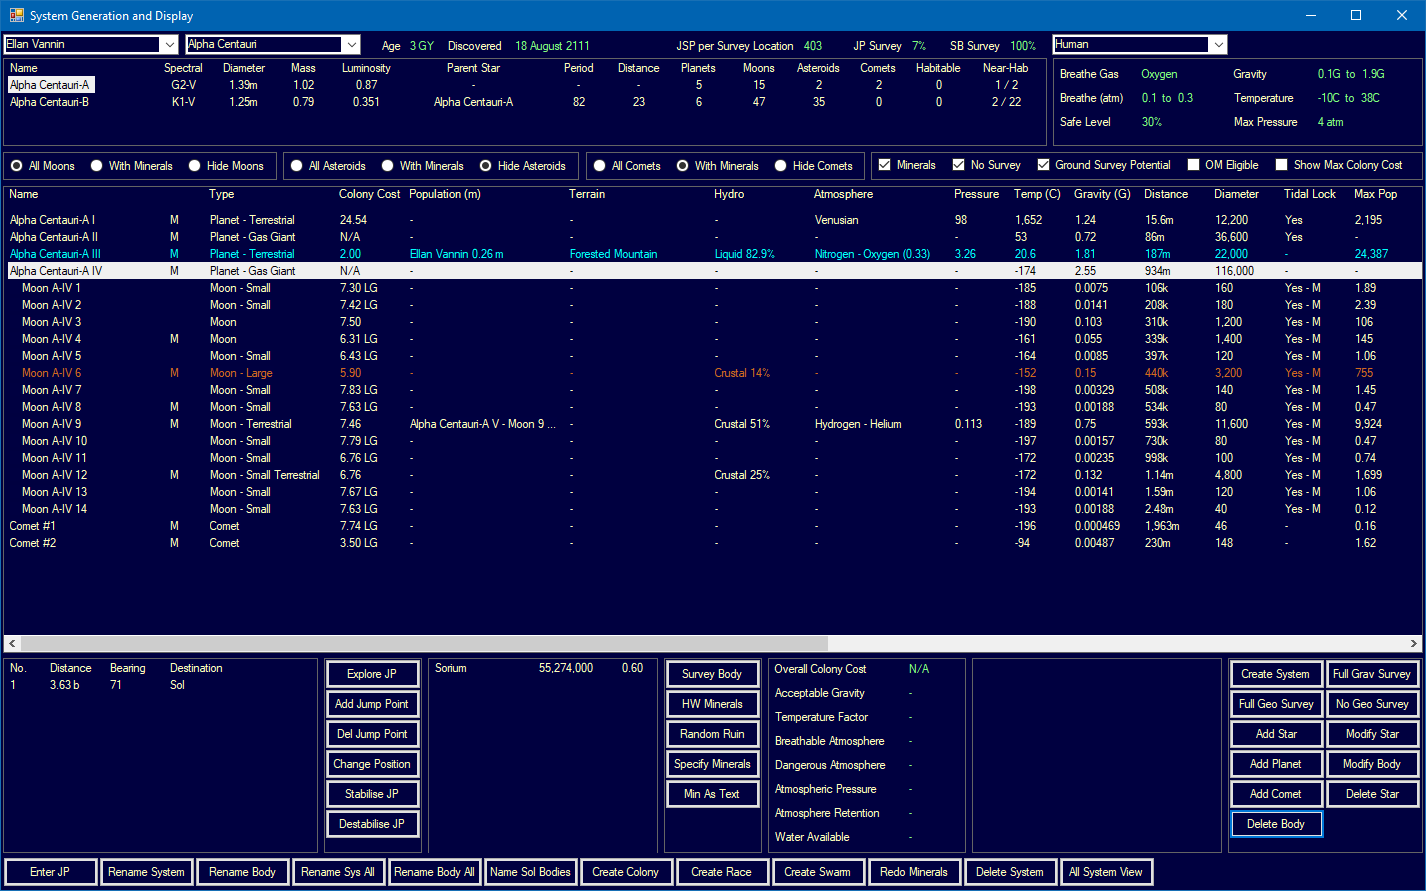 System Generation and Display
Ellan Vannin Alpha Centauri Age 3 GY Discovered 18 August 2111 JSP per Survey Location 403 JP Survey 7% SB Survey 100% Human
Name Spectral Diameter Mass Luminosity Parent Star Period Distance Planets Moons Asteroids Comets Habitable Near-Hab
Alpha Centauri-A G2-V 1.39m 1.02 0.87 - - - 5 15 2 2 0 1 / 2
Alpha Centauri-B K1-V 1.25m 0.79 0.351 Alpha Centauri-A 82 23 6 47 35 0 0 2 / 22
Breathe Gas Oxygen Gravity 0.1G to 1.9G
Breathe (atm) 0.1 to 0.3 Temperature -10C to 38C
Safe Level 30% Max Pressure 4 atm
All Moons With Minerals Hide Moons All Asteroids With Minerals Hide Asteroids All Comets With Minerals Hide Comets Minerals No Survey Ground Survey Potential OM Eligible Show Max Colony Cost
Name Type Colony Cost Population (m) Terrain Hydro Atmosphere Pressure Temp (C) Gravity (G) Distance Diameter Tidal Lock Max Pop
Alpha Centauri-A I M Planet - Terrestrial 24.54 - - - Venusian 98 1,652 1.24 15.6m 12,200 Yes 2,195
Alpha Centauri-A II M Planet - Gas Giant N/A - - - - - 53 0.72 86m 36,600 Yes -
Alpha Centauri-A III M Planet - Terrestrial 2.00 Ellan Vannin 0.26 m Forested Mountain Liquid 82.9% Nitrogen - Oxygen (0.33) 3.26 20.6 1.81 187m 22,000 - 24,387
Alpha Centauri-A IV M Planet - Gas Giant N/A - - - - - -174 2.55 934m 116,000 - -
Moon A-IV 1 Moon - Small 7.30 LG - - - - - -185 0.0075 106k 160 Yes - M 1.89
Moon A-IV 2 Moon - Small 7.42 LG - - - - - -188 0.0141 208k 180 Yes - M 2.39
Moon A-IV 3 Moon 7.50 - - - - - -190 0.103 310k 1,200 Yes - M 106
Moon A-IV 4 M Moon 6.31 LG - - - - - -161 0.055 339k 1,400 Yes - M 145
Moon A-IV 5 Moon - Small 6.43 LG - - - - - -164 0.0085 397k 120 Yes - M 1.06
Moon A-IV 6 M Moon - Large 5.90 - - Crustal 14% - - -152 0.15 440k 3,200 Yes - M 755
Moon A-IV 7 Moon - Small 7.83 LG - - - - - -198 0.00329 508k 140 Yes - M 1.45
Moon A-IV 8 M Moon - Small 7.63 LG - - - - - -193 0.00188 534k 80 Yes - M 0.47
Moon A-IV 9 M Moon - Terrestrial 7.46 Alpha Centauri-A V - Moon 9 ... - Crustal 51% Hydrogen - Helium 0.113 -189 0.75 593k 11,600 Yes - M 9,924
Moon A-IV 10 Moon - Small 7.79 LG - - - - - -197 0.00157 730k 80 Yes - M 0.47
Moon A-IV 11 Moon - Small 6.76 LG - - - - - -172 0.00235 998k 100 Yes - M 0.74
Moon A-IV 12 M Moon - Small Terrestrial 6.76 - - Crustal 25% - - -172 0.132 1.14m 4,800 Yes - M 1,699
Moon A-IV 13 Moon - Small 7.67 LG - - - - - -194 0.00141 1.59m 120 Yes - M 1.06
Moon A-IV 14 Moon - Small 7.63 LG - - - - - -193 0.00188 2.48m 40 Yes - M 0.12
Comet #1 M Comet 7.74 LG - - - - - -196 0.000469 1,963m 46 - 0.16
Comet #2 M Comet 3.50 LG - - - - - -94 0.00487 230m 148 - 1.62
No. Distance Bearing Destination
1 3.63 b 71 Sol
Explore JP
Add Jump Point
Del Jump Point
Change Position
Stabilise JP
Destabilise JP
Sorium 55,274,000 0.60
Survey Body
HW Minerals
Random Ruin
Specify Minerals
Min As Text
Overall Colony Cost N/A
Acceptable Gravity -
Temperature Factor -
Breathable Atmosphere -
Dangerous Atmosphere -
Atmospheric Pressure -
Atmosphere Retention -
Water Available -
Create System Full Grav Survey
Full Geo Survey No Geo Survey
Add Star Modify Star
Add Planet Modify Body
Add Comet Delete Star
Delete Body
Enter JP Rename System Rename Body Rename Sys All Rename Body All Name Sol Bodies Create Colony Create Race Create Swarm Redo Minerals Delete System All System View